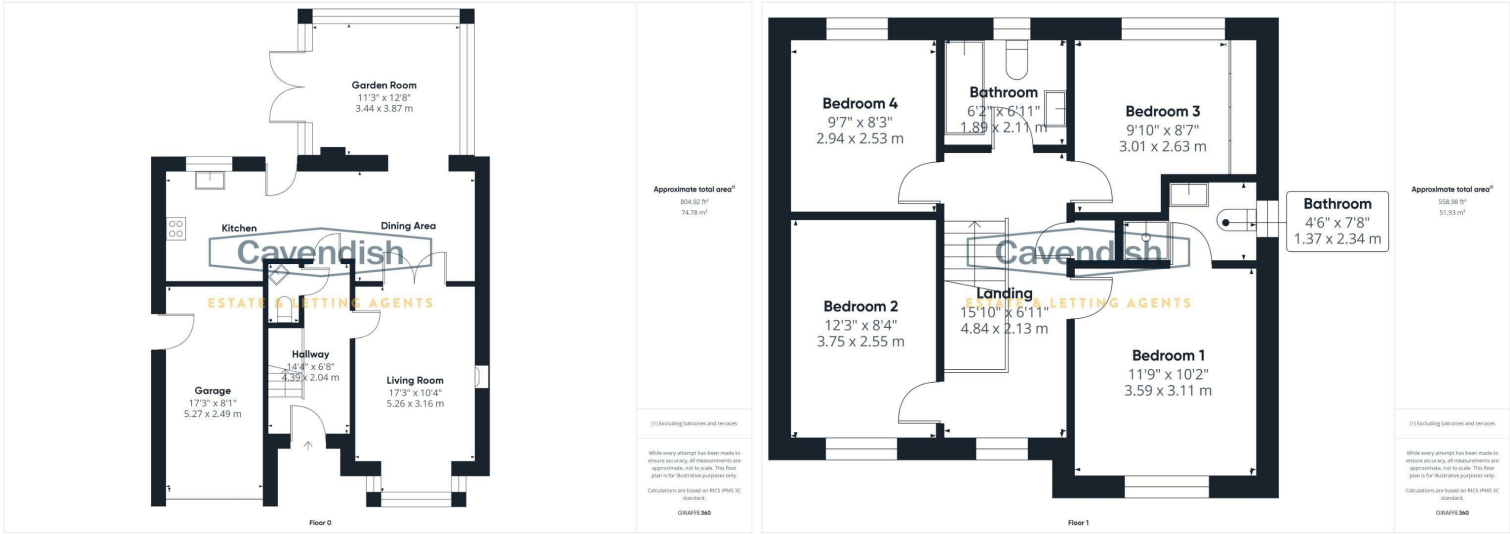 Garden Room
11'3" x 12'8"
3.44 x 3.87 m
Kitchen
Dining Area
Cavendish
ESTATE & LETTING AGENTS
Hallway
14'4" x 6'8"
4.39 x 2.04 m
Garage
17'3" x 8'1"
5.27 x 2.49 m
Living Room
17'3" x 10'4"
5.26 x 3.16 m
Floor 0
Approximate total area(1)
804.92 ft²
74.78 m²
(1) Excluding balconies and terraces
While every attempt has been made to
ensure accuracy, all measurements are
approximate, not to scale. This floor
plan is for illustrative purposes only.
Calculations are based on RICS IPMS 3C
standard.
GIRAFFE360
Bedroom 4
9'7" x 8'3"
2.94 x 2.53 m
Bathroom
6'2" x 6'11"
1.89 x 2.11 m
Bedroom 3
9'10" x 8'7"
3.01 x 2.63 m
Bathroom
4'6" x 7'8"
1.37 x 2.34 m
Cavendish
ESTATE & LETTING AGENTS
Bedroom 2
12'3" x 8'4"
3.75 x 2.55 m
Landing
15'10" x 6'11"
4.84 x 2.13 m
Bedroom 1
11'9" x 10'2"
3.59 x 3.11 m
Floor 1
Approximate total area(1)
558.98 ft²
51.93 m²
(1) Excluding balconies and terraces
While every attempt has been made to
ensure accuracy, all measurements are
approximate, not to scale. This floor
plan is for illustrative purposes only.
Calculations are based on RICS IPMS 3C
standard.
GIRAFFE360